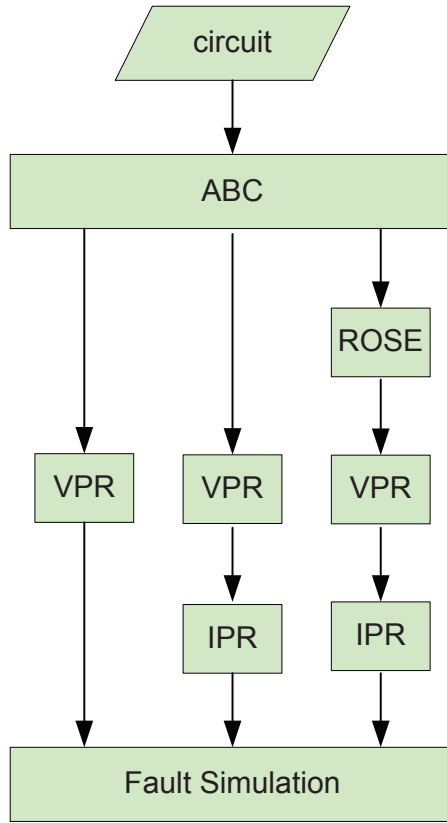 circuit
ABC
ROSE
VPR
VPR
VPR
IPR
IPR
Fault Simulation